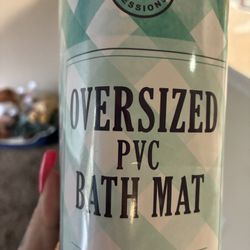 OVERSIZED
PVC
BATH MAT